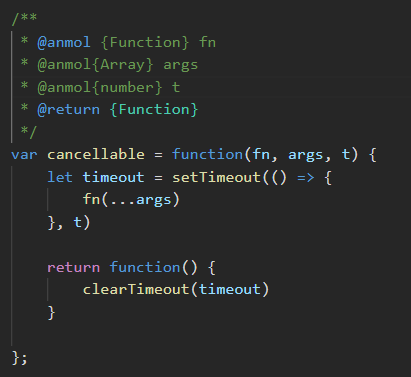 /**
 * @anmol {Function} fn
 * @anmol{Array} args
 * @anmol{number} t
 * @return {Function}
 */
var cancellable = function(fn, args, t) {
    let timeout = setTimeout(() => {
        fn(...args)
    }, t)

    return function() {
        clearTimeout(timeout)
    }

};